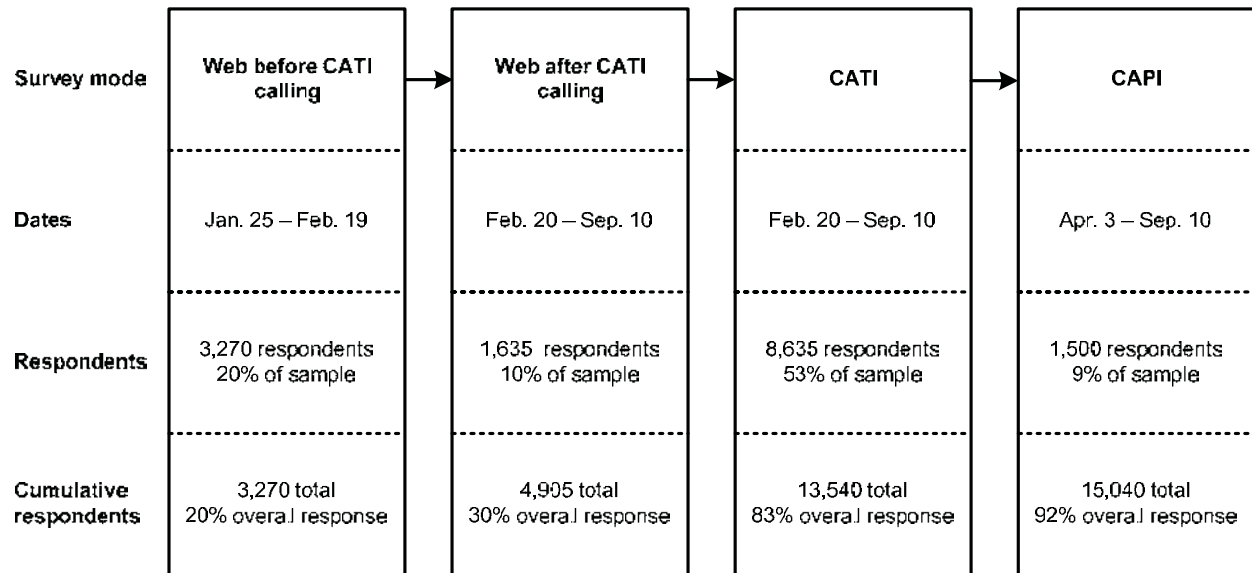 Survey mode
Web before CATI
calling
Web after CATI
calling
CATI
CAPI
Dates
Jan. 25 – Feb. 19
Feb. 20 – Sep. 10
Feb. 20 – Sep. 10
Apr. 3 – Sep. 10
Respondents
3,270 respondents
20% of sample
1,635 respondents
10% of sample
8,635 respondents
53% of sample
1,500 respondents
9% of sample
Cumulative
respondents
3,270 total
20% overall response
4,905 total
30% overall response
13,540 total
83% overall response
15,040 total
92% overall response